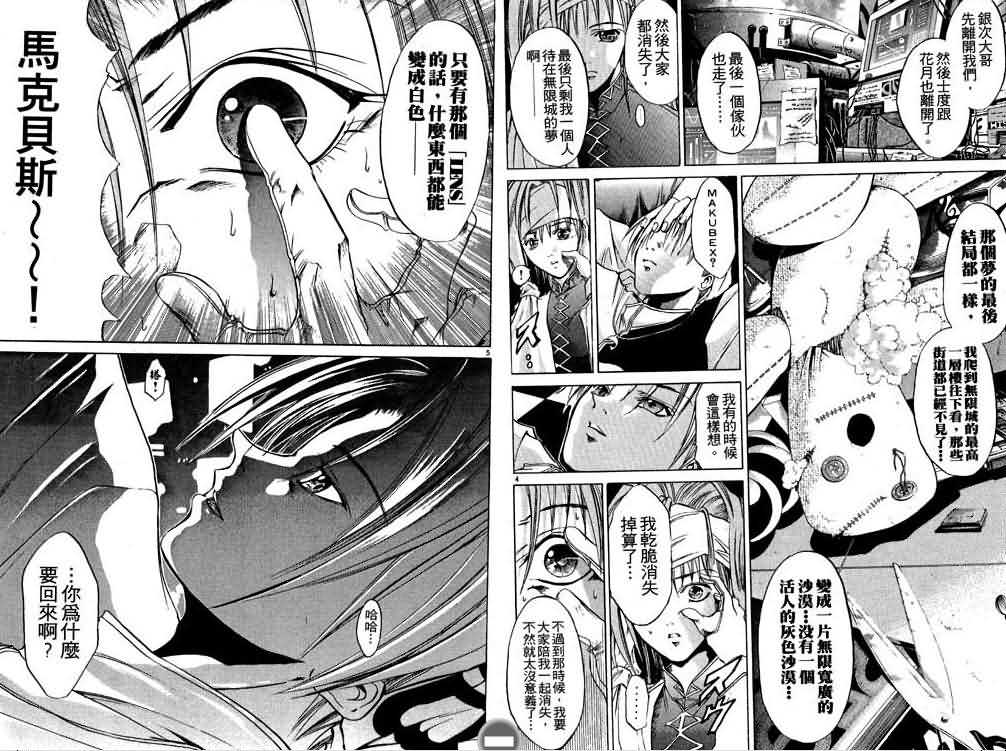 銀次大哥
先離開我們，
然後士度跟
花月也離開了
最後一個傢伙
也走了……
然後大家
都消失了。
最後只剩我一個人
待在無限城的夢
啊。
那個夢的最後
結局都一樣，
我爬到無限城的最高
一層樓往下看，那些
街道都已經不見了…
變成一片無限寬廣的
沙漠…沒有一個
活人的灰色沙漠…
MAKUBEX?
!
我有的時候
會這樣想。
4
我乾脆消失
掉算了…
……
不過到那時候，我要
大家陪我一起消失，
不然就太沒意義了…
只要有那個「LENS」
的話，什麼東西都能
變成白色——
馬克貝斯～～！
5
搭！
哈哈…
…你為什麼
要回來啊？